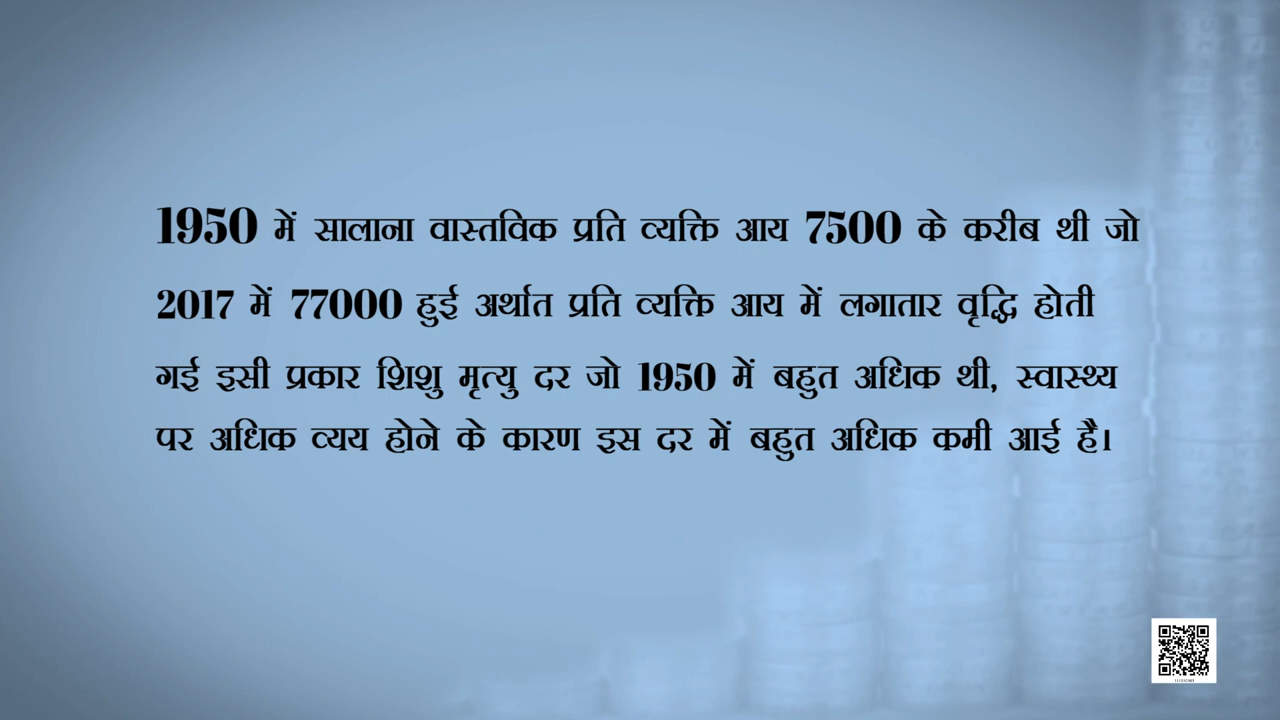 1950 में सालाना वास्तविक प्रति व्यक्ति आय 7500 के करीब थी जो
2017 में 77000 हुई अर्थात प्रति व्यक्ति आय में लगातार वृद्धि होती
गई इसी प्रकार शिशु मृत्यु दर जो 1950 में बहुत अधिक थी, स्वास्थ्य
पर अधिक व्यय होने के कारण इस दर में बहुत अधिक कमी आई है।